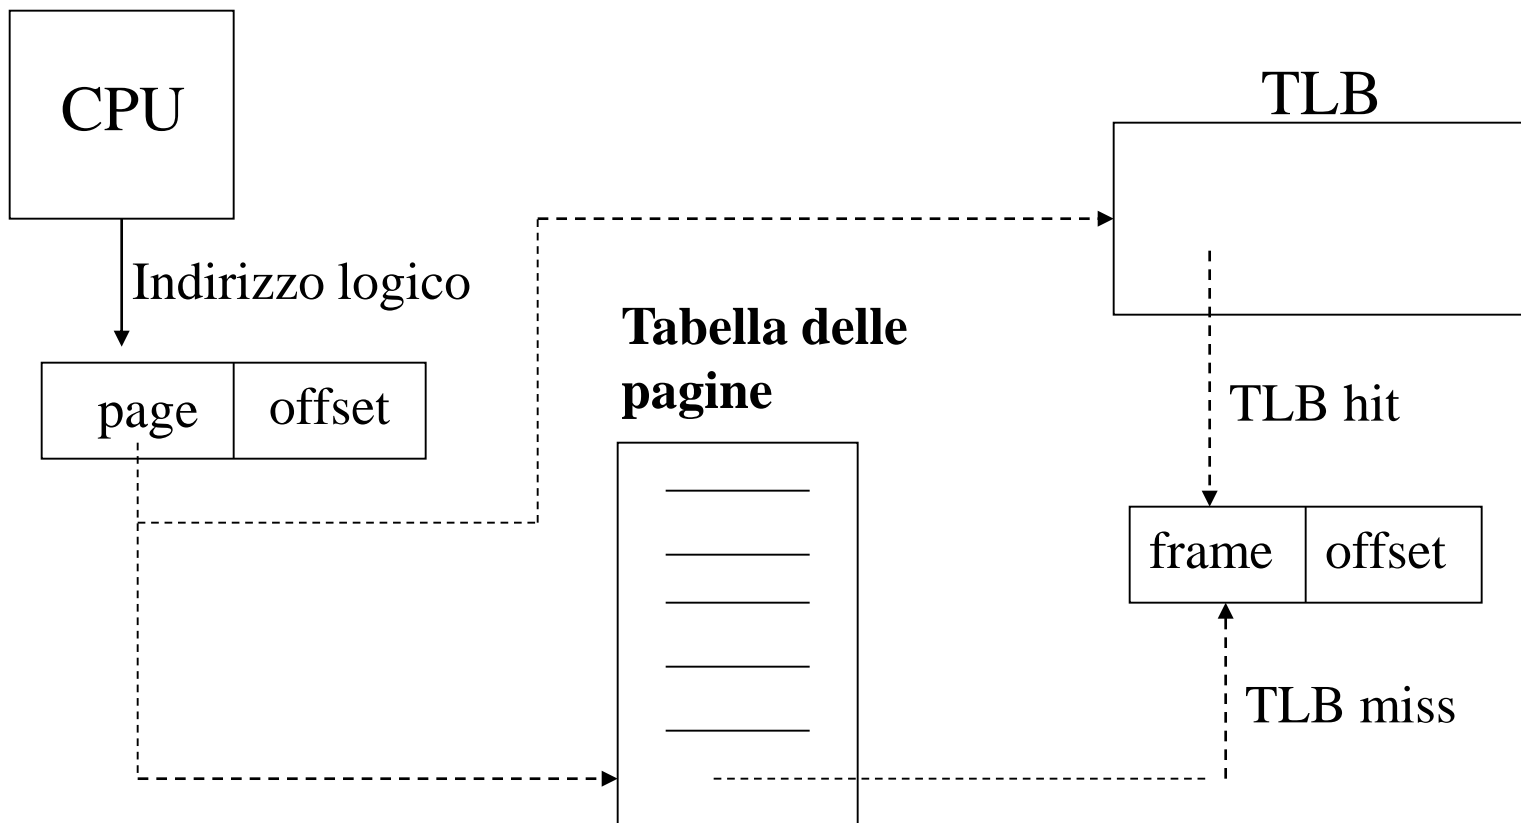 CPU
TLB
Indirizzo logico
Tabella delle
pagine
page
offset
TLB hit
frame
offset
TLB miss